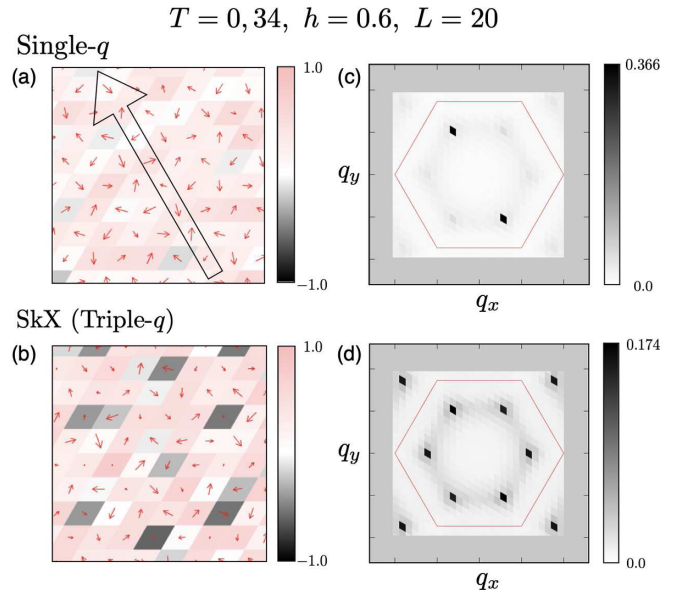 T = 0,34, h = 0.6, L = 20
Single-q
(a)
1.0
−1.0
(c)
0.366
q_y
0.0
q_x
SkX (Triple-q)
(b)
1.0
−1.0
(d)
0.174
q_y
0.0
q_x